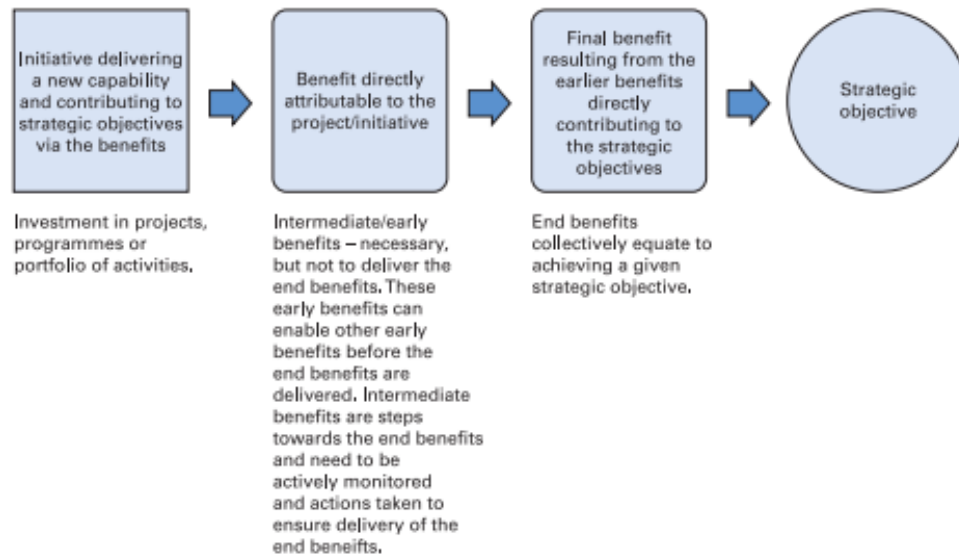 Initiative delivering
a new capability
and contributing to
strategic objectives
via the benefits
Benefit directly
attributable to the
project/initiative
Final benefit
resulting from the
earlier benefits
directly
contributing to
the strategic
objectives
Strategic
objective
Investment in projects,
programmes or
portfolio of activities.
Intermediate/early
benefits – necessary,
but not to deliver the
end benefits. These
early benefits can
enable other early
benefits before the
end benefits are
delivered. Intermediate
benefits are steps
towards the end benefits
and need to be
actively monitored
and actions taken to
ensure delivery of the
end beneifts.
End benefits
collectively equate to
achieving a given
strategic objective.